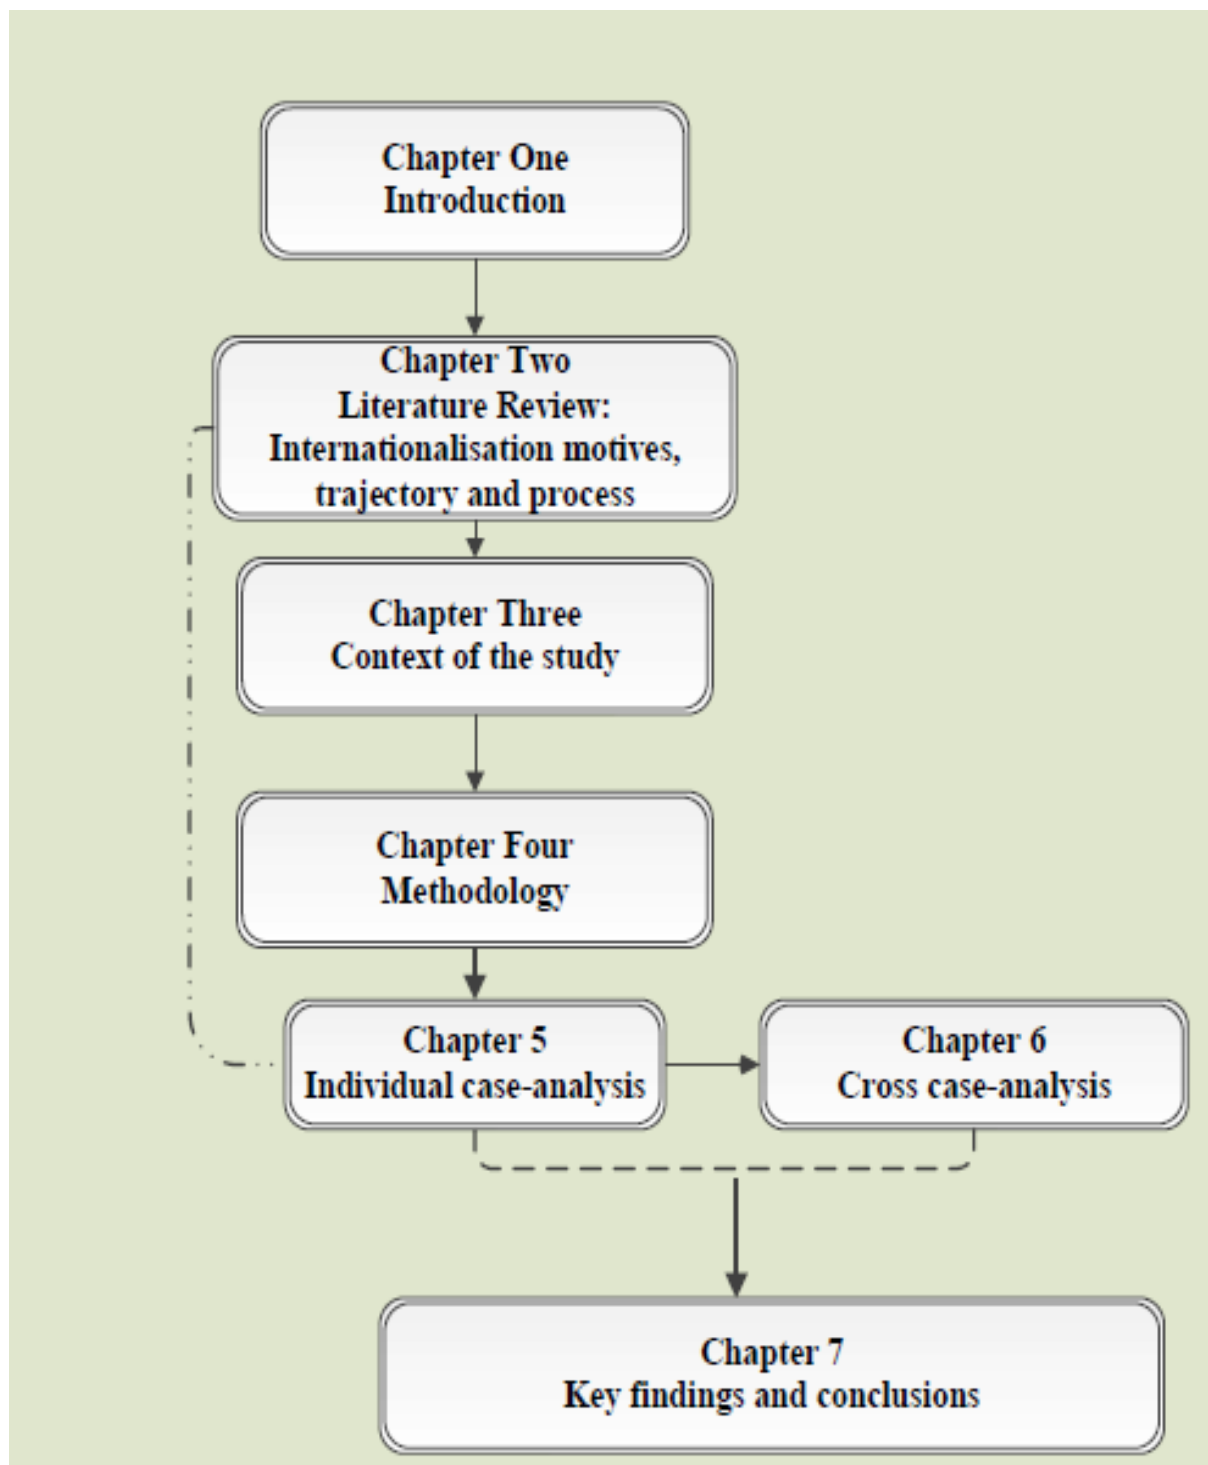 Chapter One
Introduction
Chapter Two
Literature Review:
Internationalisation motives,
trajectory and process
Chapter Three
Context of the study
Chapter Four
Methodology
Chapter 5
Individual case-analysis
Chapter 6
Cross case-analysis
Chapter 7
Key findings and conclusions